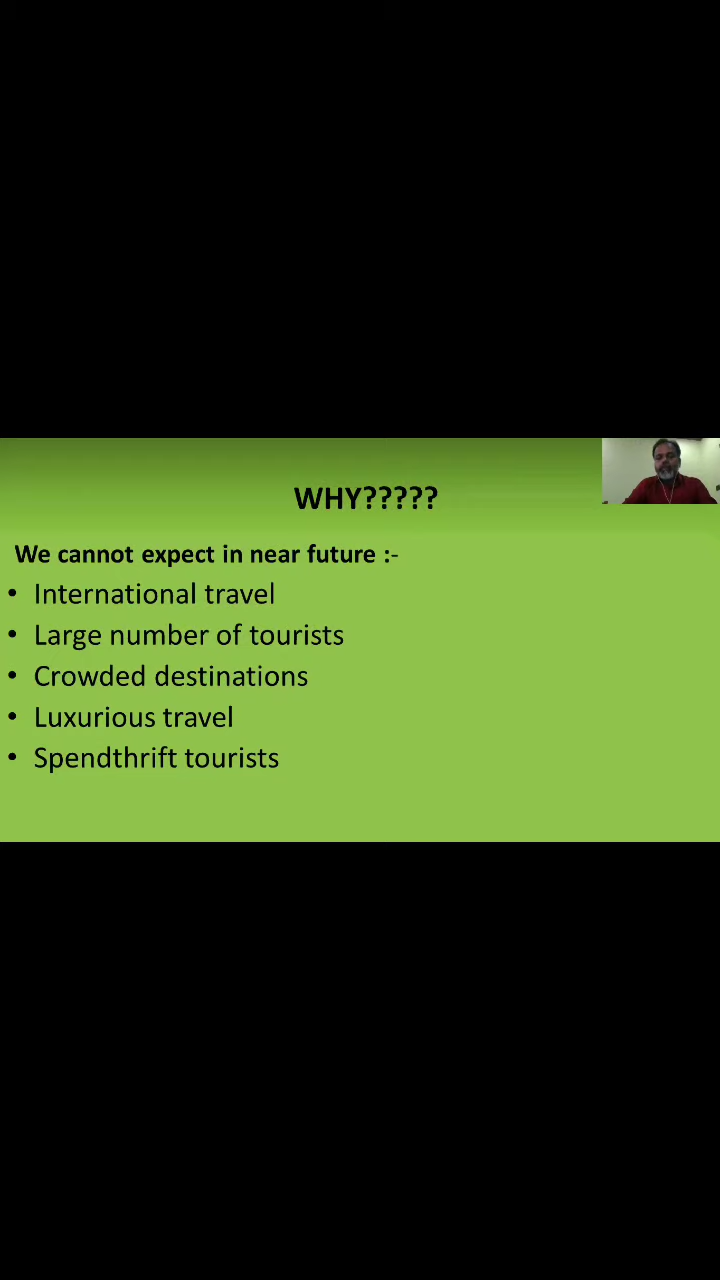 WHY?????
We cannot expect in near future :-
• International travel
• Large number of tourists
• Crowded destinations
• Luxurious travel
• Spendthrift tourists